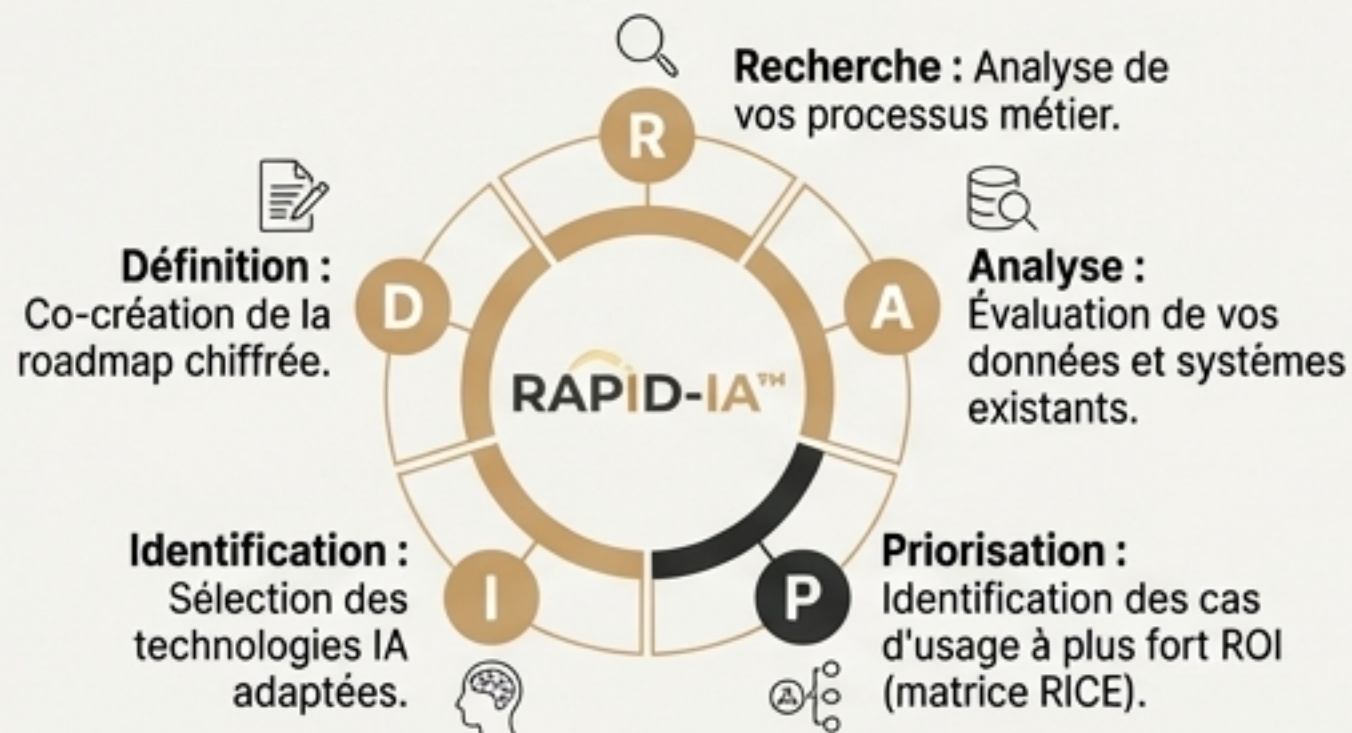 R
Recherche : Analyse de
vos processus métier.
A
Analyse :
Évaluation de vos
données et systémes
existants.
P
Priorisation :
Identification des cas
d'usage à plus fort ROI
(matrice RICE).
I
Identification :
Sélection des
technologies IA
adaptées.
D
Définition :
Co-création de la
roadmap chiffrée.
RAPiD-IA™